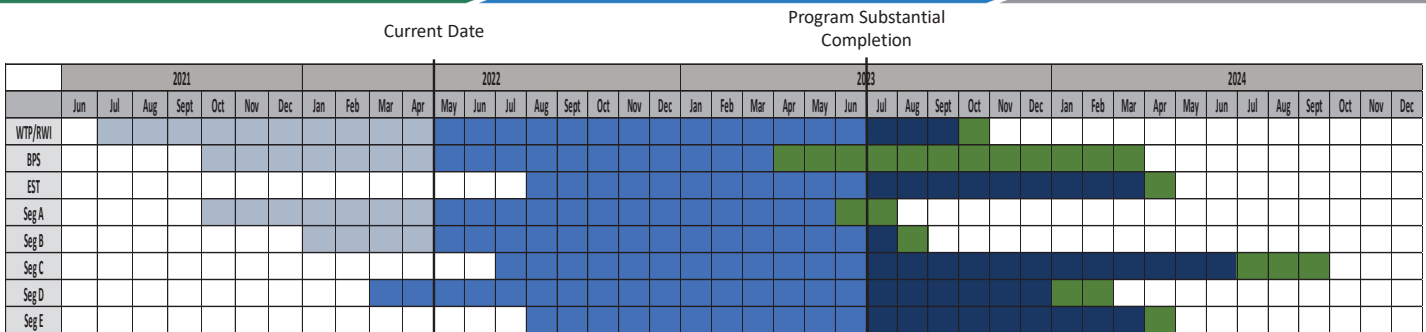 Current Date
Program Substantial
Completion
2021 2022 2023 2024
Jun Jul Aug Sept Oct Nov Dec Jan Feb Mar Apr May Jun Jul Aug Sept Oct Nov Dec Jan Feb Mar Apr May Jun Jul Aug Sept Oct Nov Dec Jan Feb Mar Apr May Jun Jul Aug Sept Oct Nov Dec
WTP/RWI
BPS
EST
Seg A
Seg B
Seg C
Seg D
Seg E